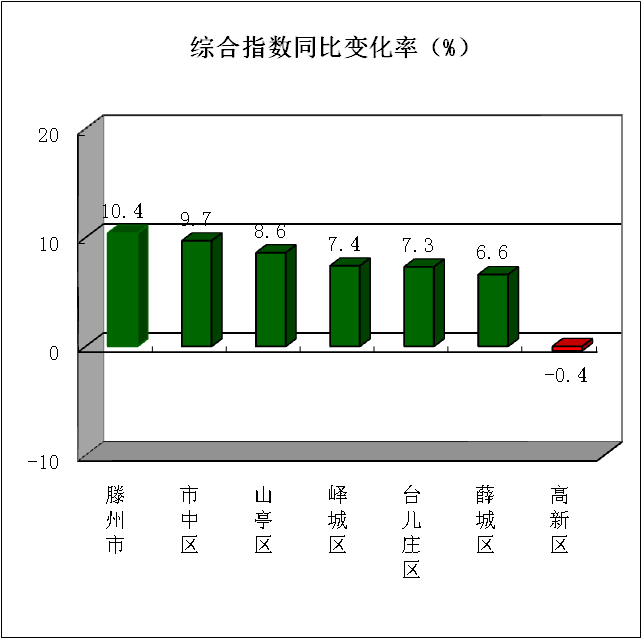 综合指数同比变化率（%）
20
10
0
-10
10.4
9.7
8.6
7.4
7.3
6.6
-0.4
滕州市
市中区
山亭区
峄城区
台儿庄区
薛城区
高新区